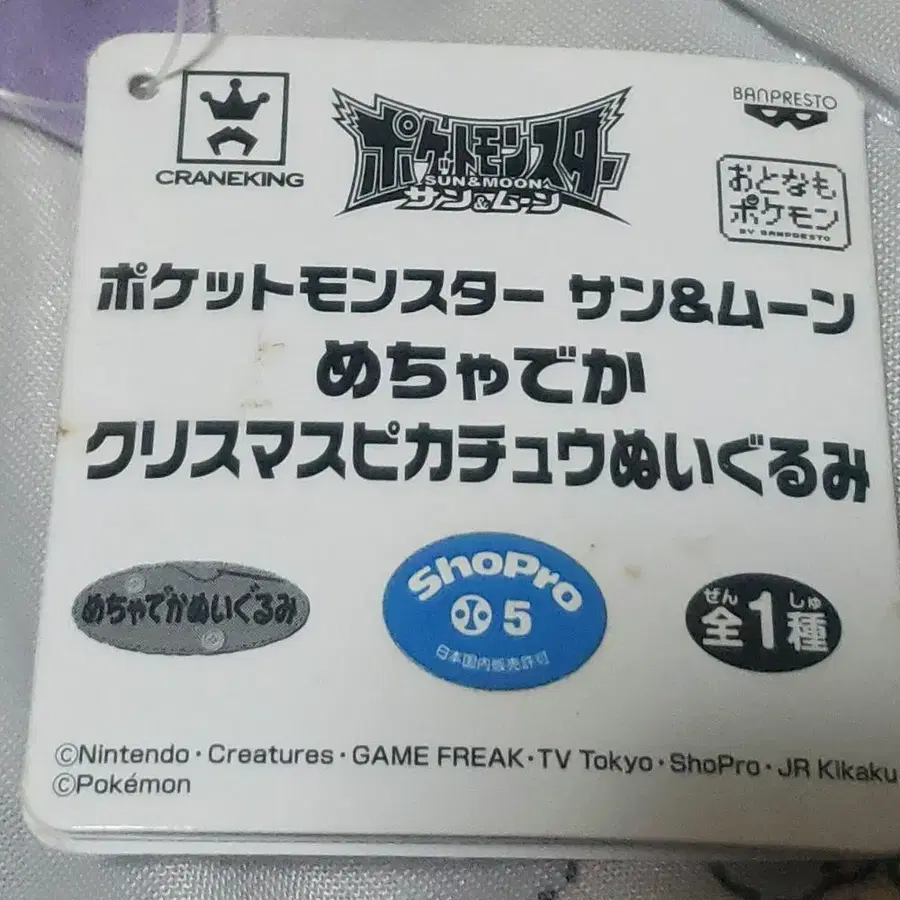 CRANEKING
ポケットモンスター
SUN&MOON
サン&ムーン
BANPRESTO
おとなも
ポケモン
BY BANPRESTO
ポケットモンスター サン&ムーン
めちゃでか
クリスマスピカチュウぬいぐるみ
めちゃでかぬいぐるみ
ShoPro
5
日本国内販売許可
ぜん しゅ
全1種
©Nintendo・Creatures・GAME FREAK・TV Tokyo・ShoPro・JR Kikaku
©Pokémon